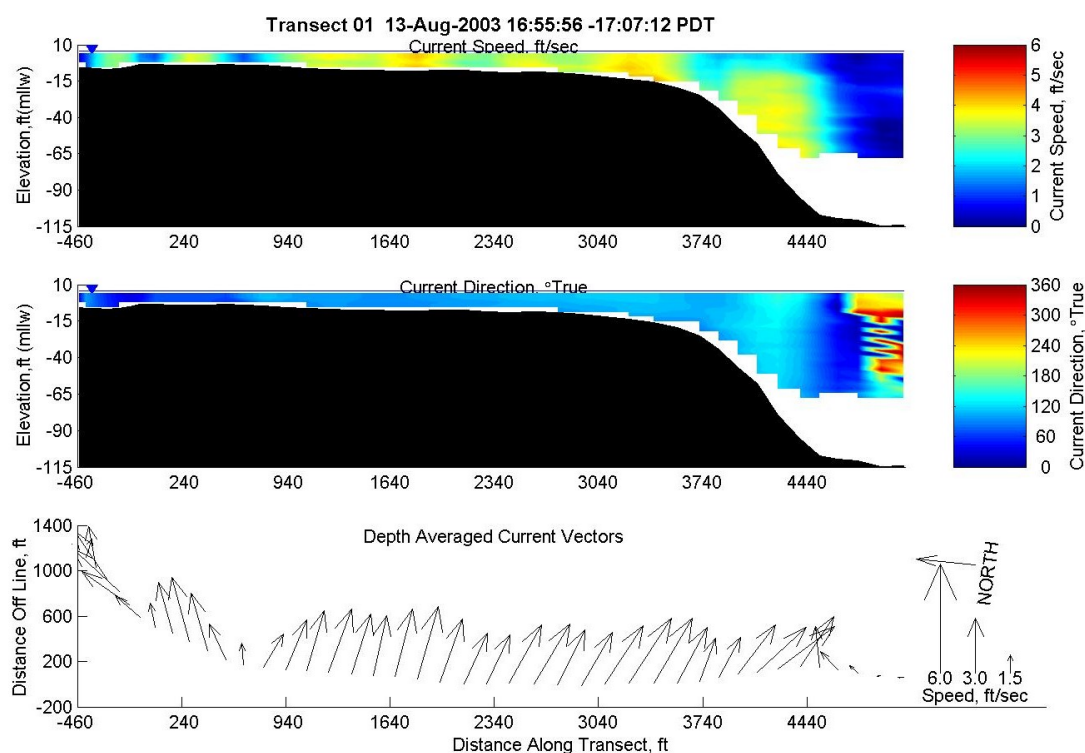 Transect 01 13-Aug-2003 16:55:56 -17:07:12 PDT
Current Speed, ft/sec
10
-15
-40
-65
-90
-115
Elevation,ft(mllw)
-460 240 940 1640 2340 3040 3740 4440
6
5
4
3
2
1
0
Current Speed, ft/sec
Current Direction, °True
10
-15
-40
-65
-90
-115
Elevation,ft (mllw)
-460 240 940 1640 2340 3040 3740 4440
360
300
240
180
120
60
0
Current Direction, °True
Depth Averaged Current Vectors
1400
1000
600
200
-200
Distance Off Line, ft
-460 240 940 1640 2340 3040 3740 4440
Distance Along Transect, ft
NORTH
6.0 3.0 1.5
Speed, ft/sec